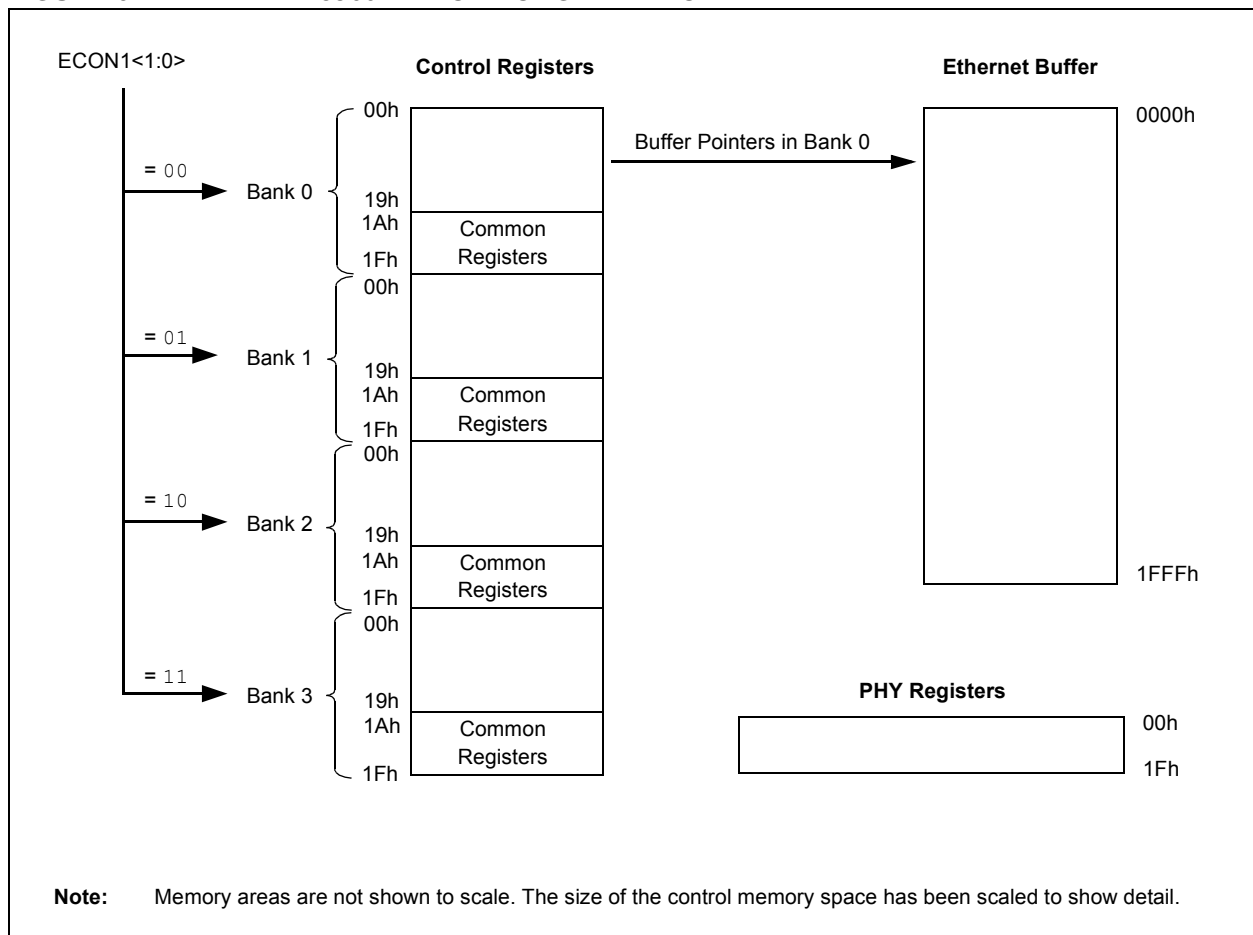 ECON1<1:0>
Control Registers
Ethernet Buffer
00h
0000h
Buffer Pointers in Bank 0
= 00
Bank 0
19h
1Ah
Common
Registers
1Fh
00h
= 01
Bank 1
19h
1Ah
Common
Registers
1Fh
00h
= 10
Bank 2
19h
1Ah
Common
Registers
1Fh
1FFFh
00h
= 11
Bank 3
19h
1Ah
Common
Registers
1Fh
PHY Registers
00h
1Fh
Note: Memory areas are not shown to scale. The size of the control memory space has been scaled to show detail.